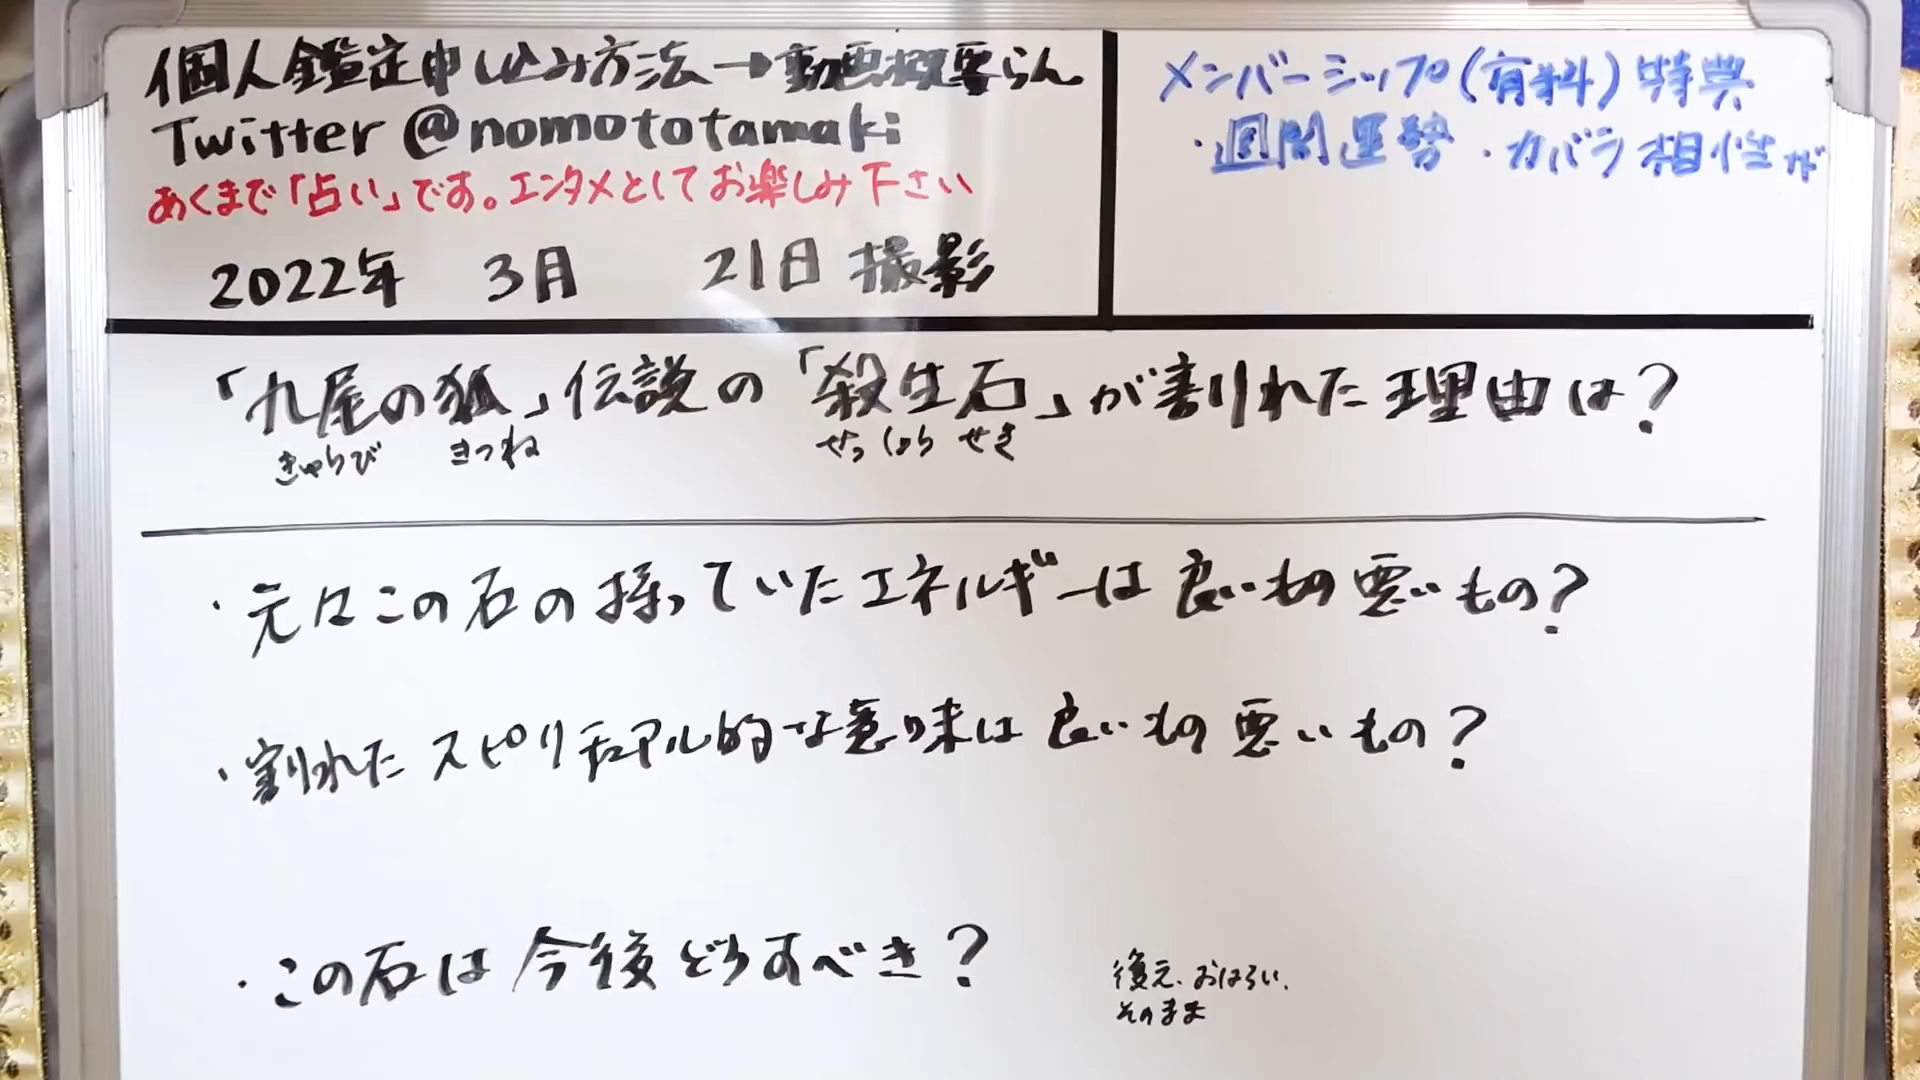 個人鑑定申し込み方法→動画概要らん
Twitter @nomototamaki
あくまで「占い」です。エンタメとしてお楽しみ下さい
2022年 3月 21日 撮影
メンバーシップ(有料)特典
・週間運勢 ・カバラ相性が
「九尾の狐」伝説の「殺生石」が割れた理由は?
きゅうび きつね せっしょう せき
・元々この石の持っていたエネルギーは良いもの悪いもの?
・割れたスピリチュアル的な意味は良いもの悪いもの?
・この石は今後どうすべき?
復元、おはらい、
そのまま